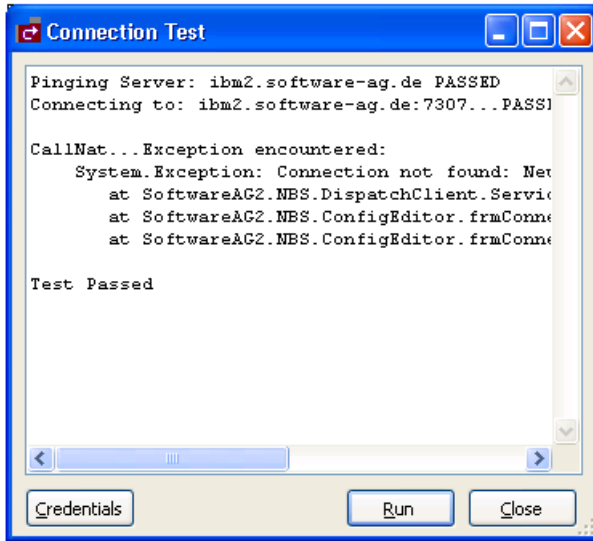 Connection Test
Pinging Server: ibm2.software-ag.de PASSED
Connecting to: ibm2.software-ag.de:7307...PASS
CallNat...Exception encountered:
System.Exception: Connection not found: Ne
at SoftwareAG2.NBS.DispatchClient.Servic
at SoftwareAG2.NBS.ConfigEditor.frmConne
at SoftwareAG2.NBS.ConfigEditor.frmConne
Test Passed
Credentials
Run
Close